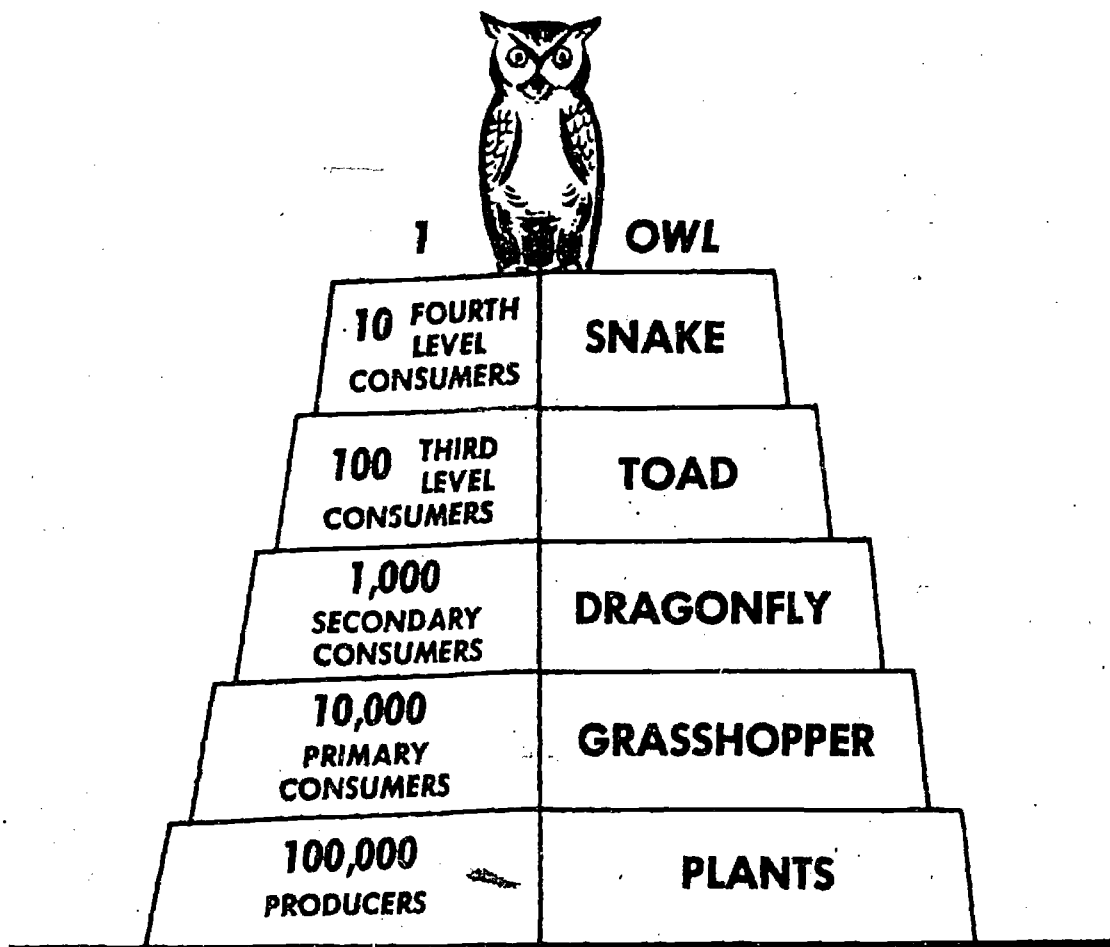 1 OWL
10 FOURTH
LEVEL
CONSUMERS
SNAKE
100 THIRD
LEVEL
CONSUMERS
TOAD
1,000
SECONDARY
CONSUMERS
DRAGONFLY
10,000
PRIMARY
CONSUMERS
GRASSHOPPER
100,000
PRODUCERS
PLANTS